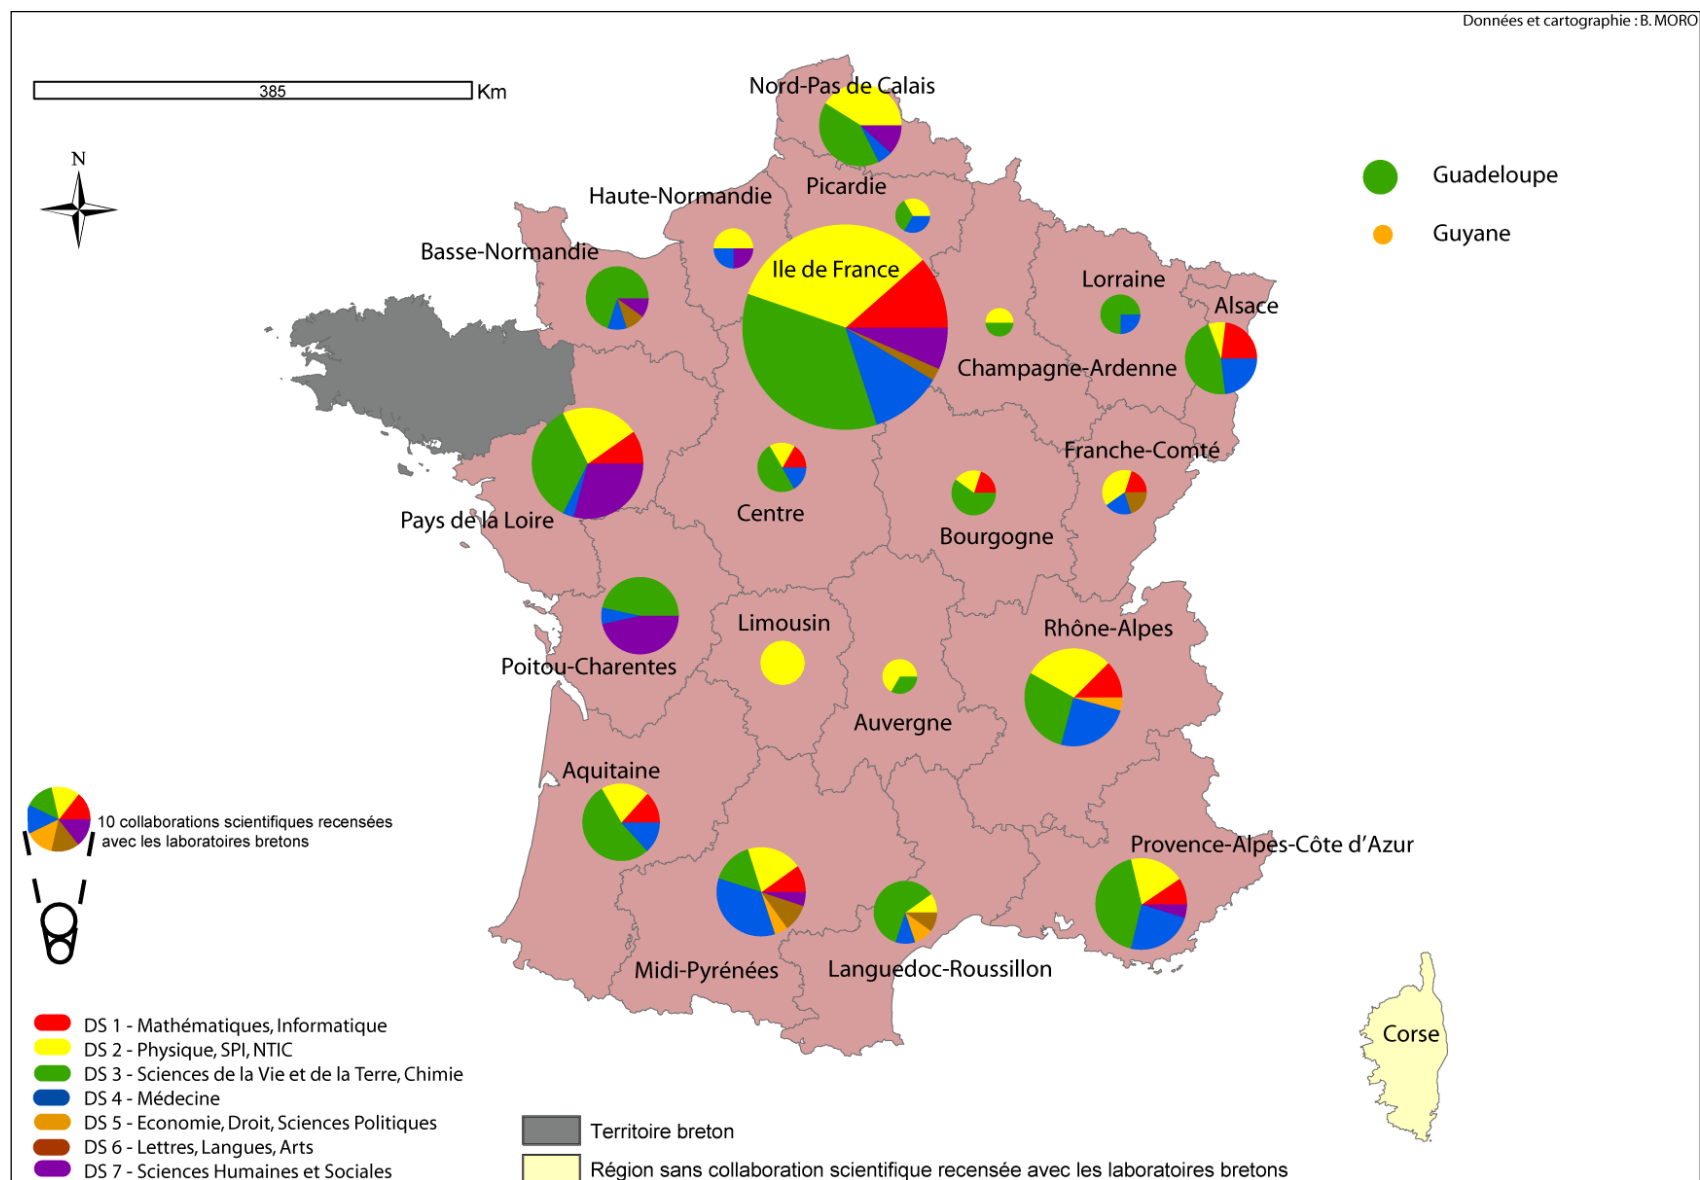 Données et cartographie : B. MORO
385 Km
N
Nord-Pas de Calais
Picardie
Haute-Normandie
Basse-Normandie
Ile de France
Lorraine
Alsace
Champagne-Ardenne
Guadeloupe
Guyane
Franche-Comté
Centre
Pays de la Loire
Bourgogne
Limousin
Rhône-Alpes
Poitou-Charentes
Auvergne
Aquitaine
Provence-Alpes-Côte d'Azur
Midi-Pyrénées
Languedoc-Roussillon
Corse
10 collaborations scientifiques recensées
avec les laboratoires bretons
DS 1 - Mathématiques, Informatique
DS 2 - Physique, SPI, NTIC
DS 3 - Sciences de la Vie et de la Terre, Chimie
DS 4 - Médecine
DS 5 - Economie, Droit, Sciences Politiques
DS 6 - Lettres, Langues, Arts
DS 7 - Sciences Humaines et Sociales
Territoire breton
Région sans collaboration scientifique recensée avec les laboratoires bretons